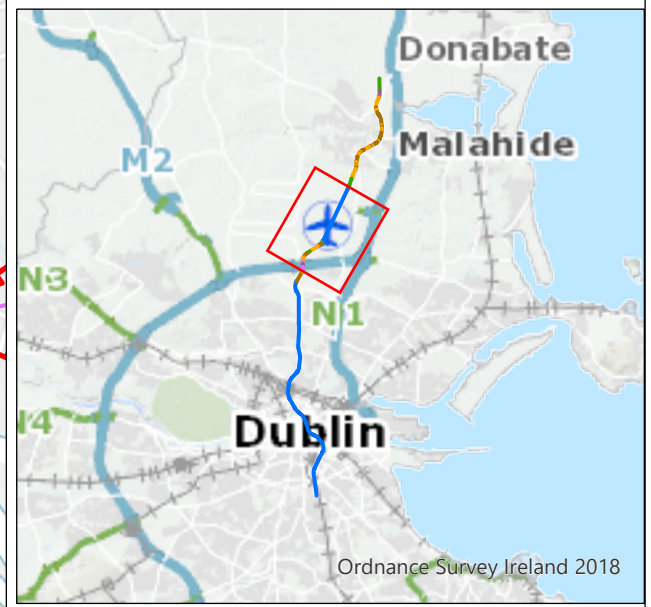 Donabate
Malahide
M2
N3
N1
N4
Dublin
Ordnance Survey Ireland 2018